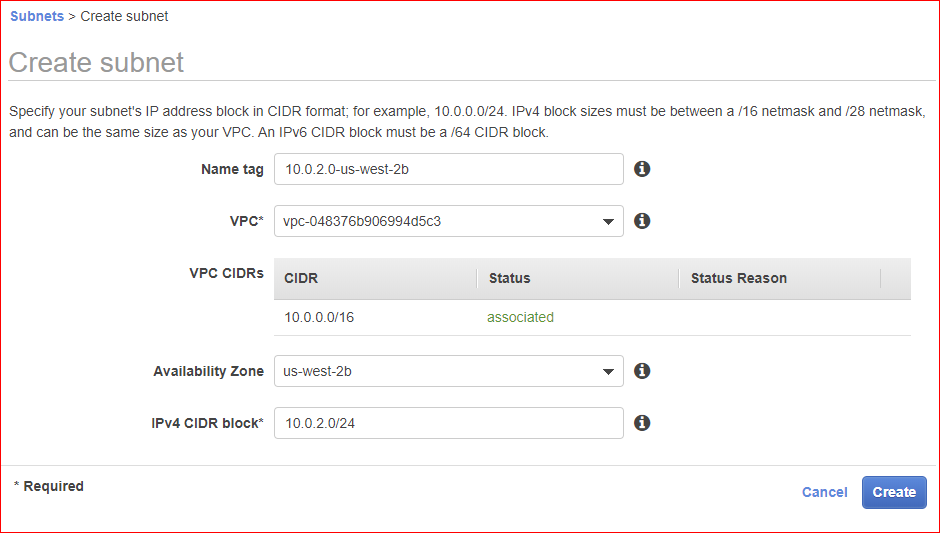 Subnets > Create subnet
Create subnet
Specify your subnet's IP address block in CIDR format; for example, 10.0.0.0/24. IPv4 block sizes must be between a /16 netmask and /28 netmask,
and can be the same size as your VPC. An IPv6 CIDR block must be a /64 CIDR block.
Name tag 10.0.2.0-us-west-2b
VPC* vpc-048376b906994d5c3
VPC CIDRs CIDR Status Status Reason
10.0.0.0/16 associated
Availability Zone us-west-2b
IPv4 CIDR block* 10.0.2.0/24
* Required
Cancel Create